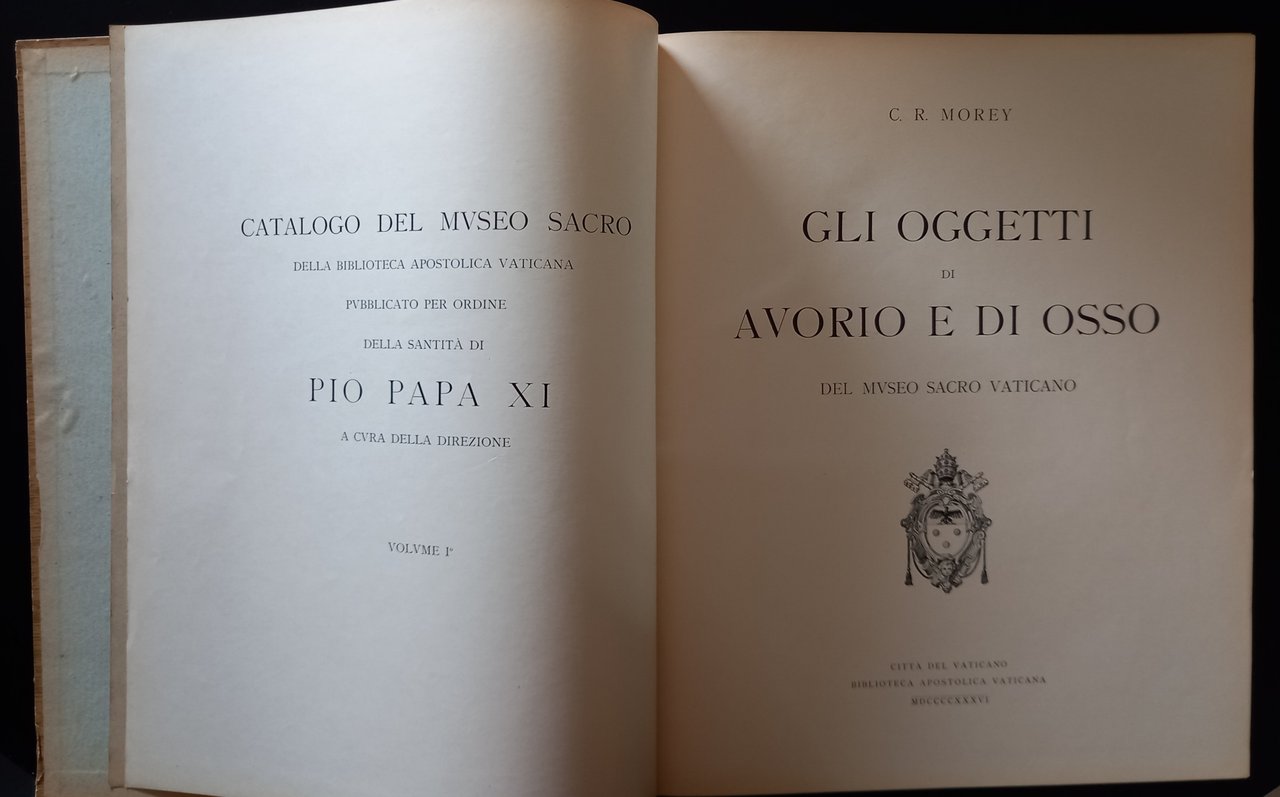 CATALOGO DEL MVSEO SACRO
DELLA BIBLIOTECA APOSTOLICA VATICANA
PVBBLICATO PER ORDINE
DELLA SANTITÀ DI
PIO PAPA XI
A CVRA DELLA DIREZIONE
VOLVME I°
C. R. MOREY
GLI OGGETTI
DI
AVORIO E DI OSSO
DEL MVSEO SACRO VATICANO
CITTÀ DEL VATICANO
BIBLIOTECA APOSTOLICA VATICANA
MDCCCCXXXVI